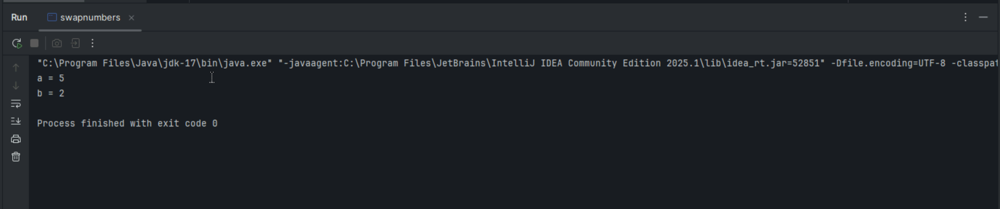 Run swapnumbers
"C:\Program Files\Java\jdk-17\bin\java.exe" "-javaagent:C:\Program Files\JetBrains\IntelliJ IDEA Community Edition 2025.1\lib\idea_rt.jar=52851" -Dfile.encoding=UTF-8 -classpat
a = 5
b = 2
Process finished with exit code 0